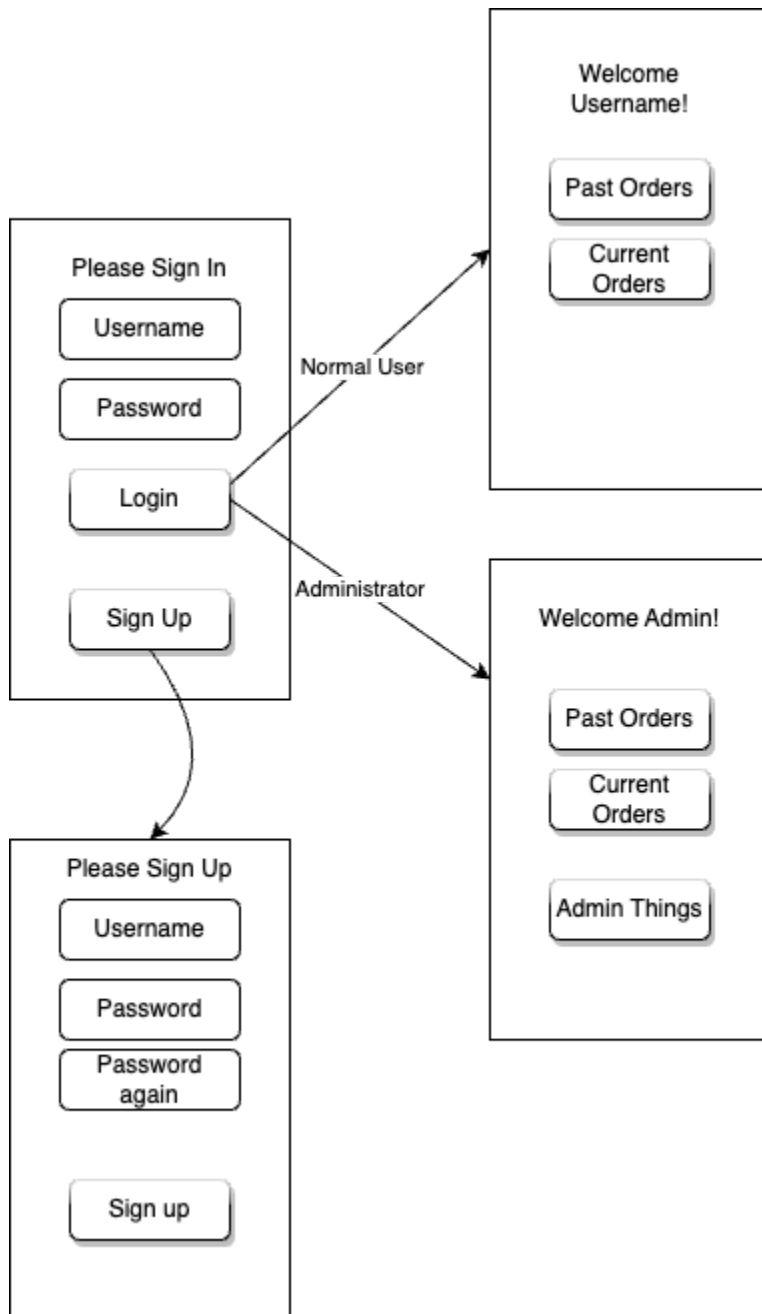 Please Sign In
Username
Password
Login
Sign Up
Normal User
Administrator
Welcome
Username!
Past Orders
Current
Orders
Welcome Admin!
Past Orders
Current
Orders
Admin Things
Please Sign Up
Username
Password
Password
again
Sign up